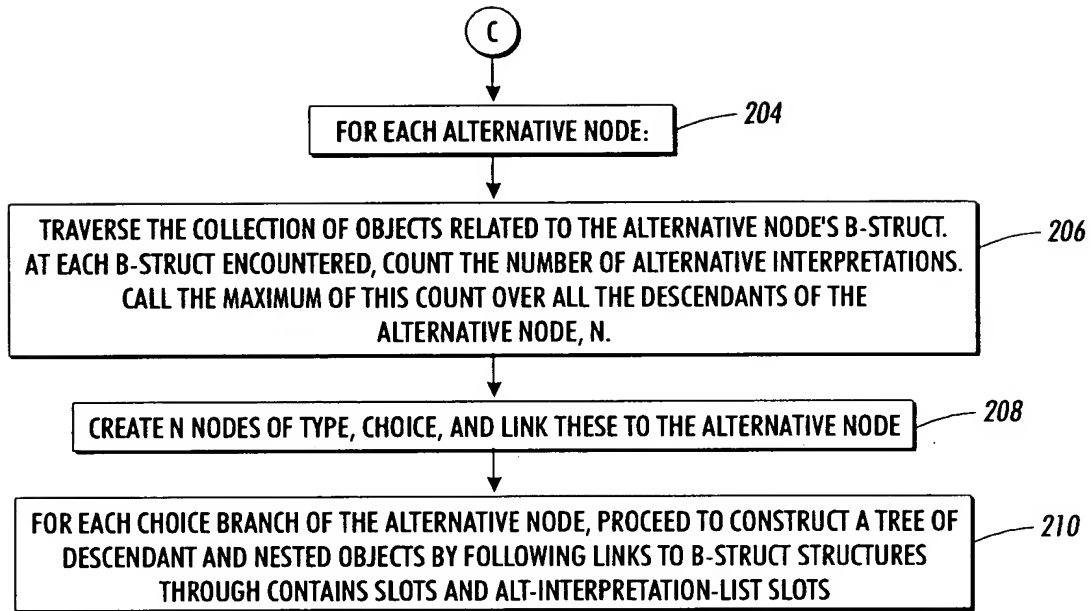 C
FOR EACH ALTERNATIVE NODE:
204
TRAVERSE THE COLLECTION OF OBJECTS RELATED TO THE ALTERNATIVE NODE'S B-STRUCT.
AT EACH B-STRUCT ENCOUNTERED, COUNT THE NUMBER OF ALTERNATIVE INTERPRETATIONS.
CALL THE MAXIMUM OF THIS COUNT OVER ALL THE DESCENDANTS OF THE
ALTERNATIVE NODE, N.
206
CREATE N NODES OF TYPE, CHOICE, AND LINK THESE TO THE ALTERNATIVE NODE
208
FOR EACH CHOICE BRANCH OF THE ALTERNATIVE NODE, PROCEED TO CONSTRUCT A TREE OF
DESCENDANT AND NESTED OBJECTS BY FOLLOWING LINKS TO B-STRUCT STRUCTURES
THROUGH CONTAINS SLOTS AND ALT-INTERPRETATION-LIST SLOTS
210